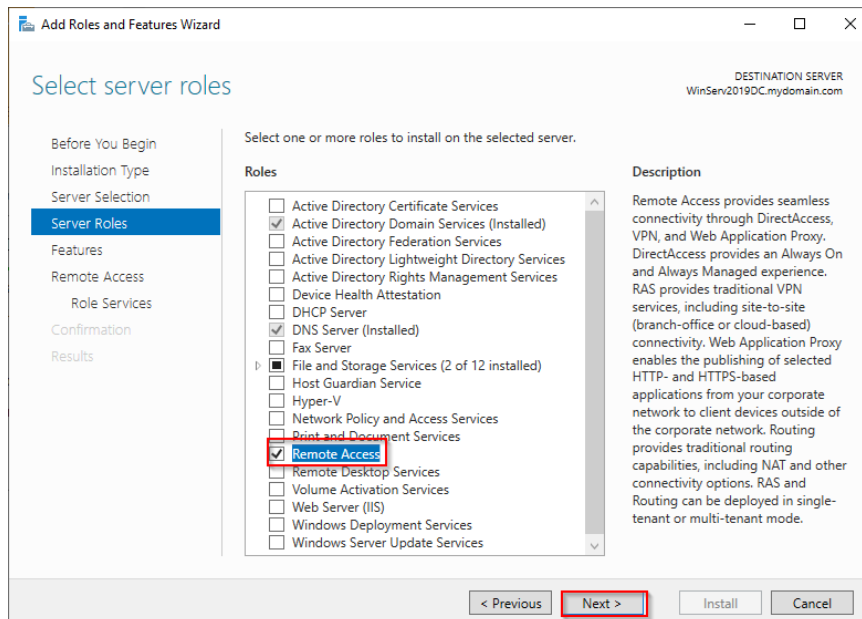 Add Roles and Features Wizard
Select server roles
DESTINATION SERVER
WinServ2019DC.mydomain.com
Before You Begin
Installation Type
Server Selection
Server Roles
Features
Remote Access
Role Services
Confirmation
Results
Select one or more roles to install on the selected server.
Roles
Active Directory Certificate Services
Active Directory Domain Services (Installed)
Active Directory Federation Services
Active Directory Lightweight Directory Services
Active Directory Rights Management Services
Device Health Attestation
DHCP Server
DNS Server (Installed)
Fax Server
File and Storage Services (2 of 12 installed)
Host Guardian Service
Hyper-V
Network Policy and Access Services
Print and Document Services
Remote Access
Remote Desktop Services
Volume Activation Services
Web Server (IIS)
Windows Deployment Services
Windows Server Update Services
Description
Remote Access provides seamless
connectivity through DirectAccess,
VPN, and Web Application Proxy.
DirectAccess provides an Always On
and Always Managed experience.
RAS provides traditional VPN
services, including site-to-site
(branch-office or cloud-based)
connectivity. Web Application Proxy
enables the publishing of selected
HTTP- and HTTPS-based
applications from your corporate
network to client devices outside of
the corporate network. Routing
provides traditional routing
capabilities, including NAT and other
connectivity options. RAS and
Routing can be deployed in single-
tenant or multi-tenant mode.
< Previous
Next >
Install
Cancel